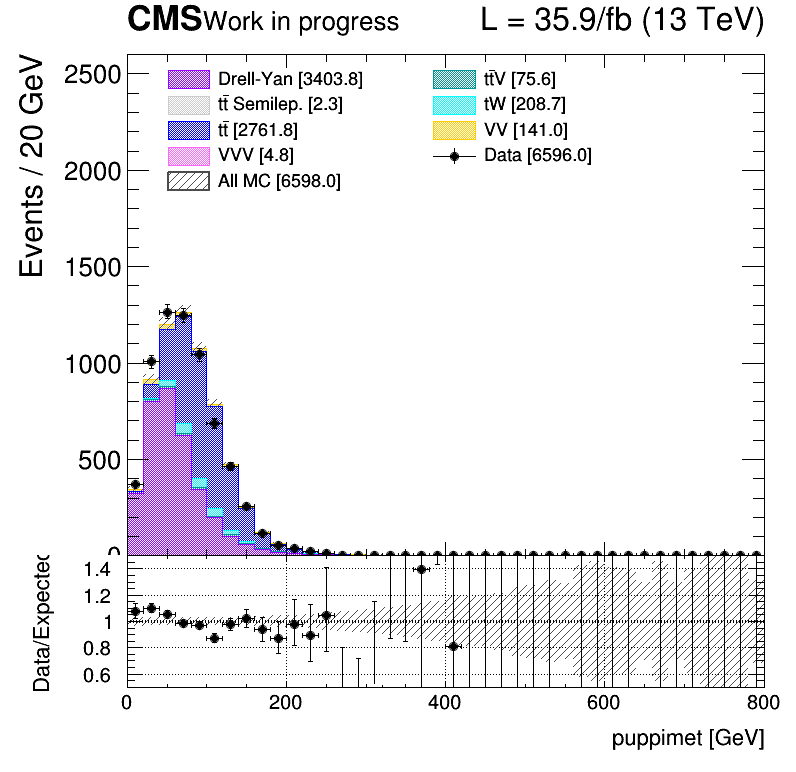 CMS Work in progress L = 35.9/fb (13 TeV)
Events / 20 GeV
2500
2000
1500
1000
500
0
Drell-Yan [3403.8]
tt̄ Semilep. [2.3]
tt̄ [2761.8]
VVV [4.8]
All MC [6598.0]
tt̄V [75.6]
tW [208.7]
VV [141.0]
Data [6596.0]
Data/Expected
1.4
1.2
1
0.8
0.6
0 200 400 600 800
puppimet [GeV]